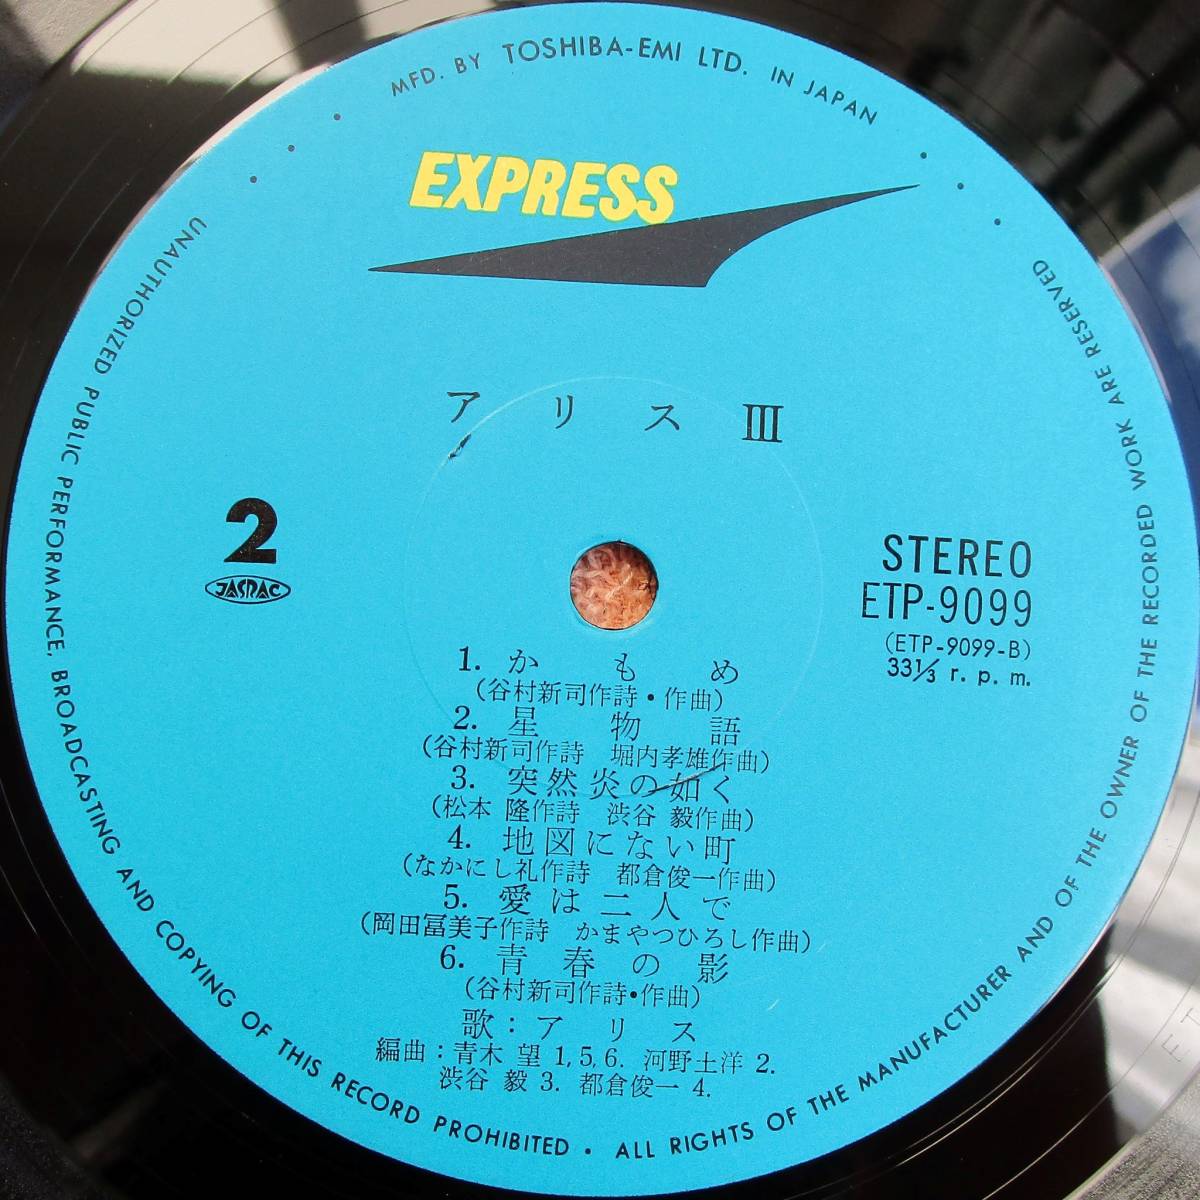 MFD. BY TOSHIBA-EMI LTD. IN JAPAN
EXPRESS
アリスIII
2
JASRAC
STEREO
ETP-9099
(ETP-9099-B)
33 1/3 r.p.m.
1. かもめ
(谷村新司作詩・作曲)
2. 星物語
(谷村新司作詩 堀内孝雄作曲)
3. 突然炎の如く
(松本 隆作詩 渋谷 毅作曲)
4. 地図にない町
(なかにし礼作詩 都倉俊一作曲)
5. 愛は二人で
(岡田冨美子作詩 かまやつひろし作曲)
6. 青春の影
(谷村新司作詩・作曲)
歌:アリス
編曲:青木 望 1,5,6. 河野土洋 2.
渋谷 毅 3. 都倉俊一 4.
UNAUTHORIZED PUBLIC PERFORMANCE, BROADCASTING AND COPYING OF THIS RECORD PROHIBITED • ALL RIGHTS OF THE MANUFACTURER AND OF THE OWNER OF THE RECORDED WORK ARE RESERVED